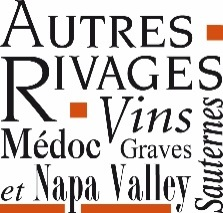 AUTRES
RIVAGES
Vins
Médoc Graves
et Napa Valley
Sauternes